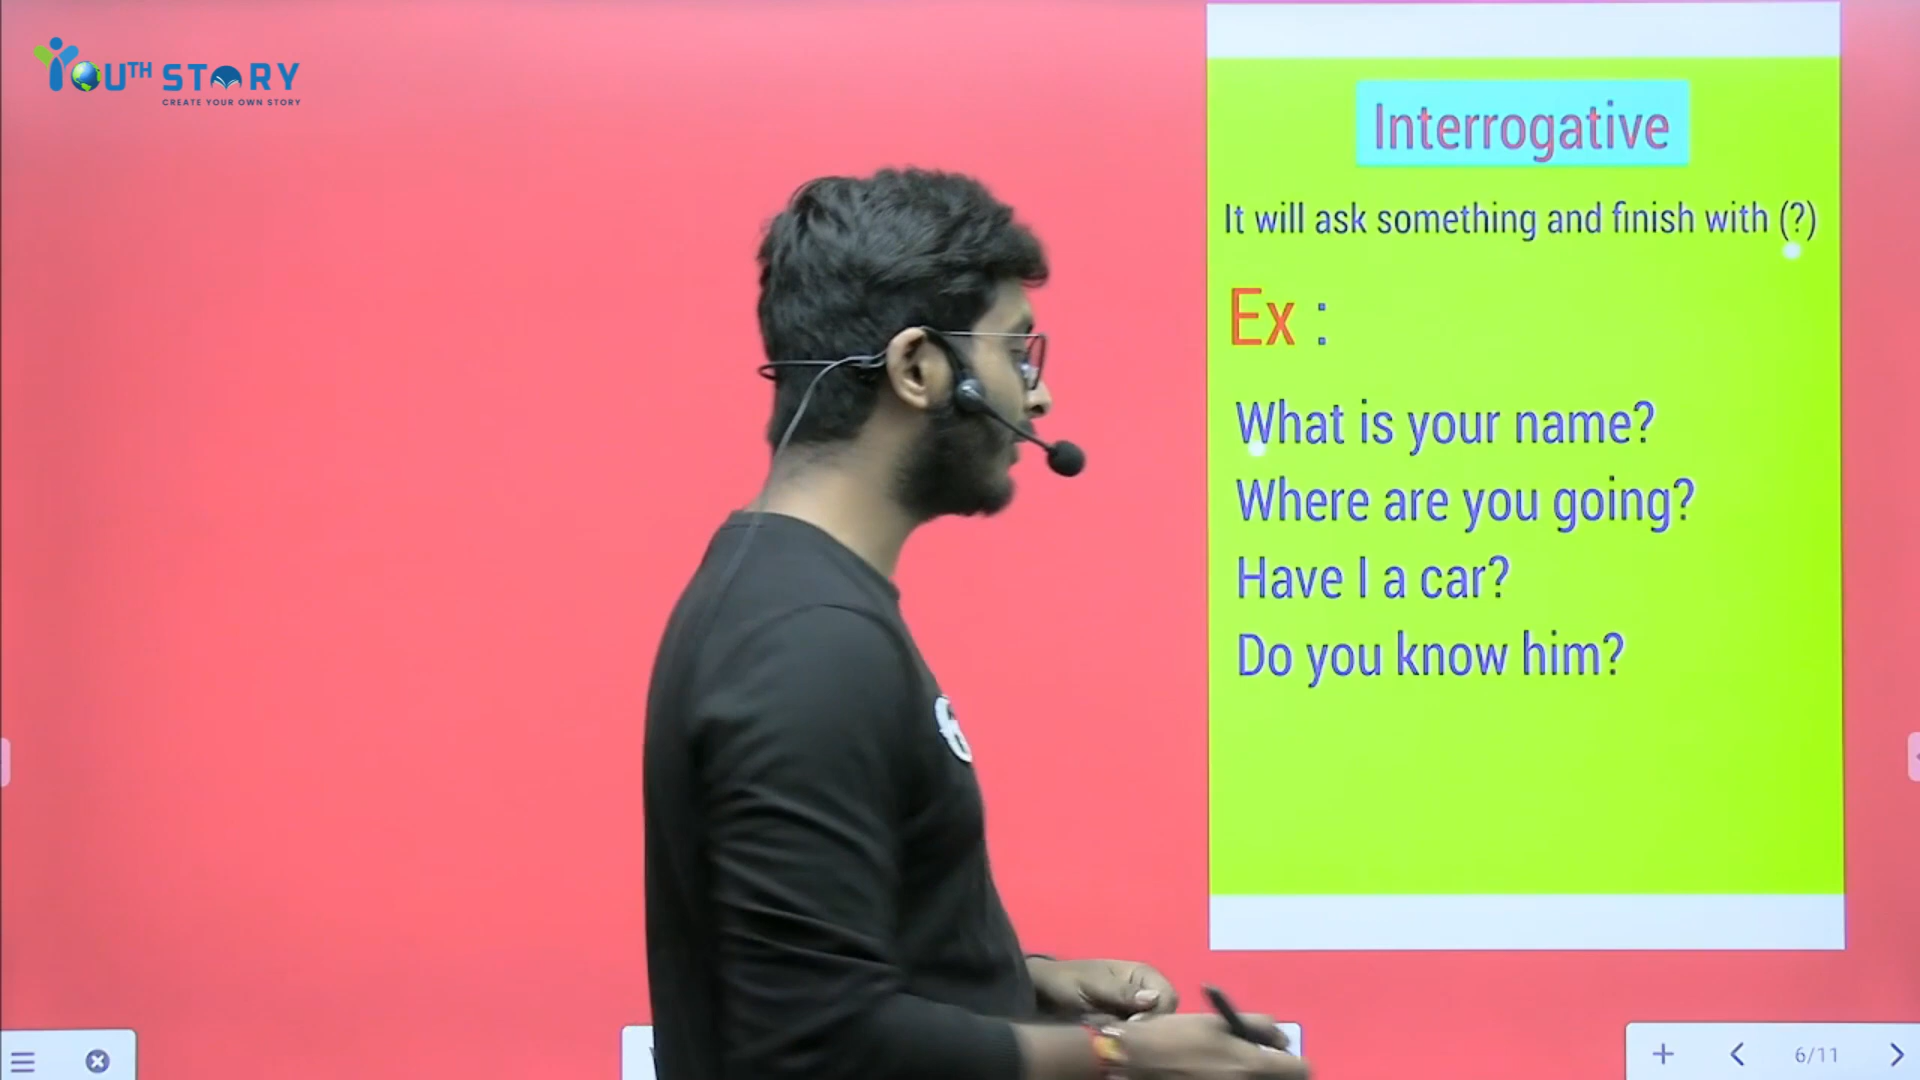 YOUTH STORY
CREATE YOUR OWN STORY
Interrogative
It will ask something and finish with (?)
Ex :
What is your name?
Where are you going?
Have I a car?
Do you know him?
6/11